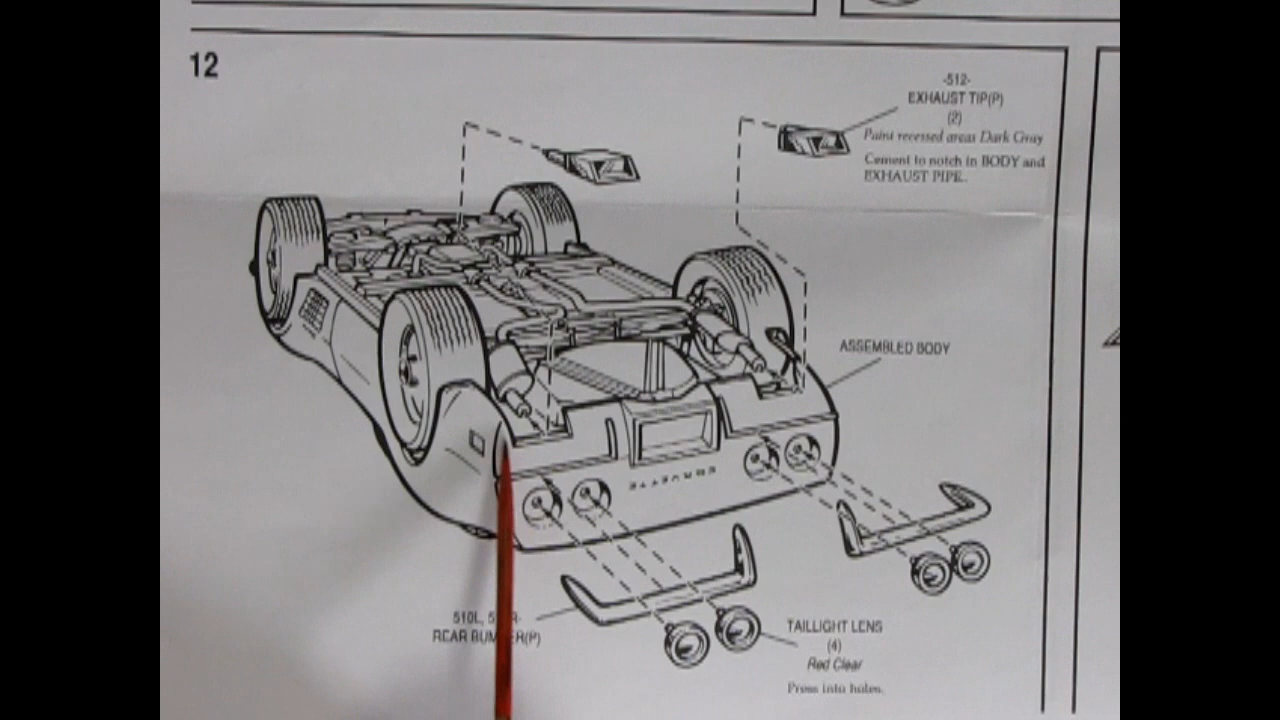 12
-512-
EXHAUST TIP(P)
(2)
Paint recessed areas Dark Gray
Cement to notch in BODY and
EXHAUST PIPE.
ASSEMBLED BODY
CORVETTE
510L,
REAR
TAILLIGHT LENS
(4)
Red Clear
Press into holes.